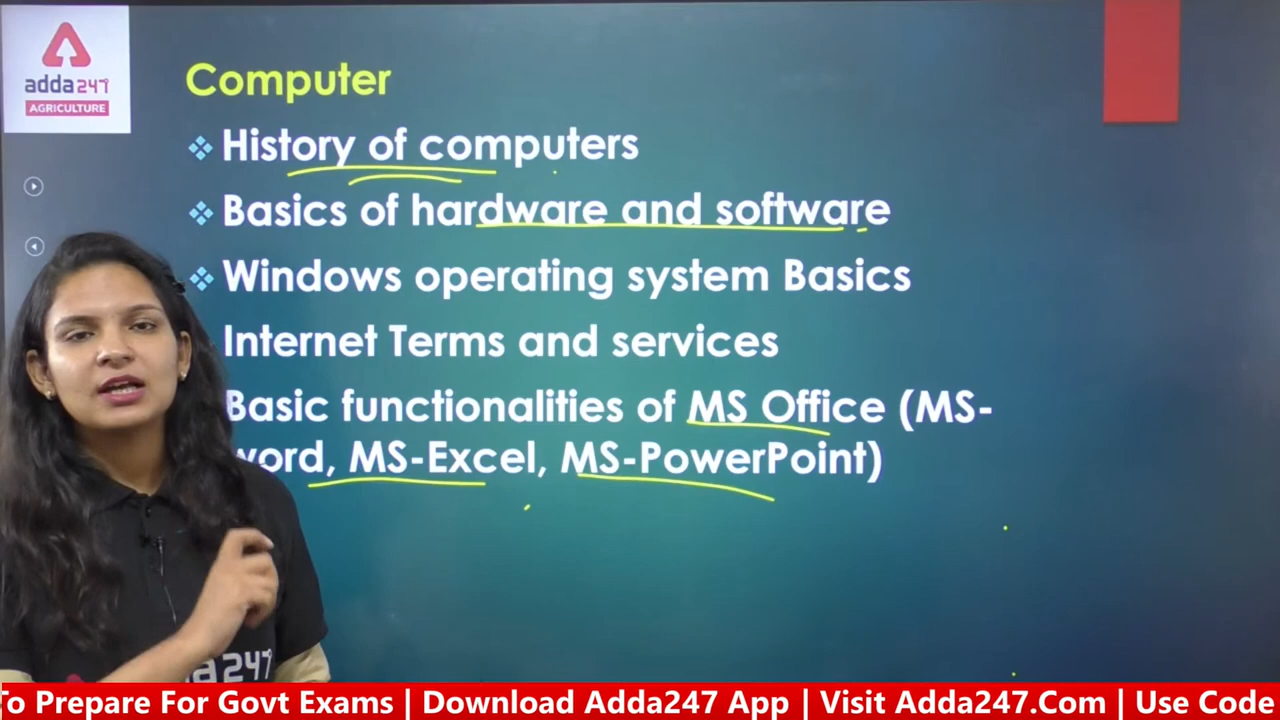 adda247
AGRICULTURE
Computer
History of computers
Basics of hardware and software
Windows operating system Basics
Internet Terms and services
Basic functionalities of MS Office (MS-
word, MS-Excel, MS-PowerPoint)
247
To Prepare For Govt Exams | Download Adda247 App | Visit Adda247.Com | Use Code